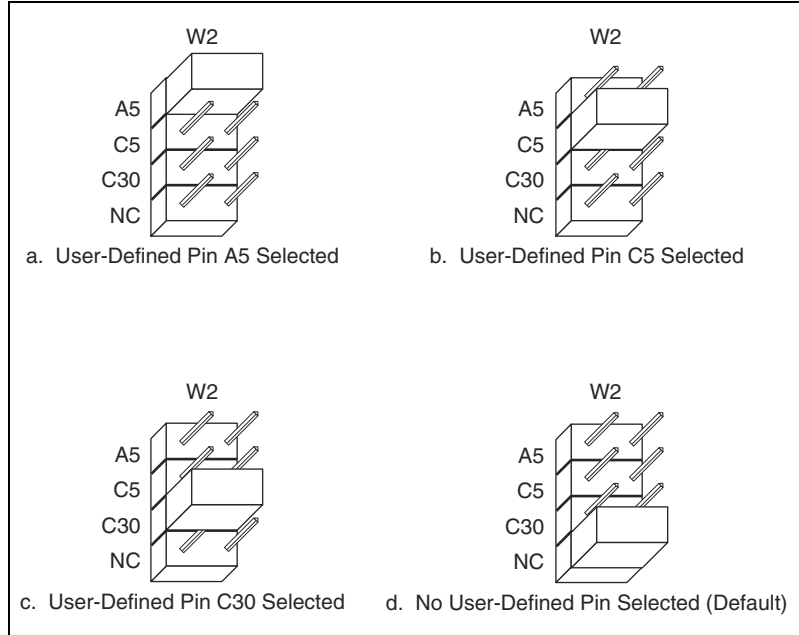 W2
A5
C5
C30
NC
a. User-Defined Pin A5 Selected
W2
A5
C5
C30
NC
b. User-Defined Pin C5 Selected
W2
A5
C5
C30
NC
c. User-Defined Pin C30 Selected
W2
A5
C5
C30
NC
d. No User-Defined Pin Selected (Default)